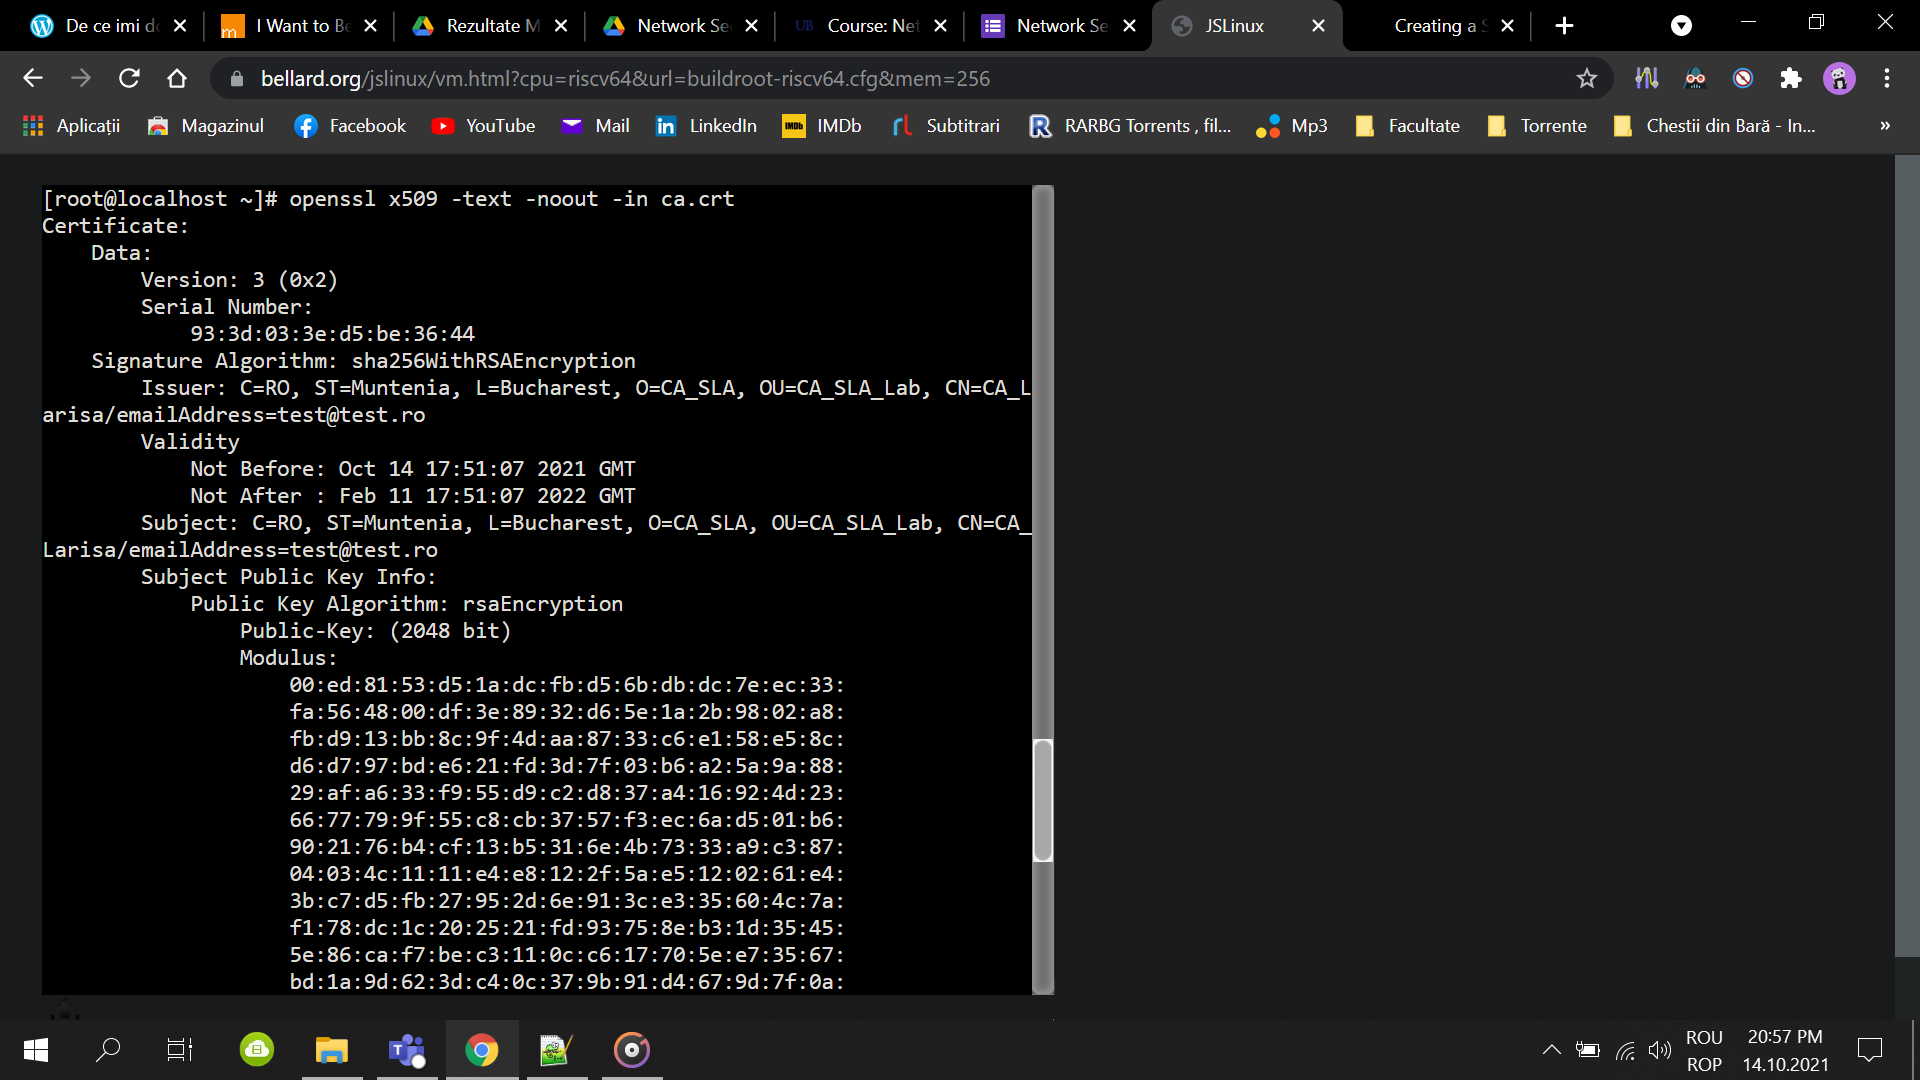 De ce imi d
I Want to Be
Rezultate M
Network Se
Course: Net
Network Se
JSLinux
Creating a S
bellard.org/jslinux/vm.html?cpu=riscv64&url=buildroot-riscv64.cfg&mem=256
Aplicații
Magazinul
Facebook
YouTube
Mail
LinkedIn
IMDb
Subtitrari
RARBG Torrents , fil...
Mp3
Facultate
Torrente
Chestii din Bară - In...
»
[root@localhost ~]# openssl x509 -text -noout -in ca.crt
Certificate:
Data:
Version: 3 (0x2)
Serial Number:
93:3d:03:3e:d5:be:36:44
Signature Algorithm: sha256WithRSAEncryption
Issuer: C=RO, ST=Muntenia, L=Bucharest, O=CA_SLA, OU=CA_SLA_Lab, CN=CA_L
arisa/emailAddress=test@test.ro
Validity
Not Before: Oct 14 17:51:07 2021 GMT
Not After : Feb 11 17:51:07 2022 GMT
Subject: C=RO, ST=Muntenia, L=Bucharest, O=CA_SLA, OU=CA_SLA_Lab, CN=CA_
Larisa/emailAddress=test@test.ro
Subject Public Key Info:
Public Key Algorithm: rsaEncryption
Public-Key: (2048 bit)
Modulus:
00:ed:81:53:d5:1a:dc:fb:d5:6b:db:dc:7e:ec:33:
fa:56:48:00:df:3e:89:32:d6:5e:1a:2b:98:02:a8:
fb:d9:13:bb:8c:9f:4d:aa:87:33:c6:e1:58:e5:8c:
d6:d7:97:bd:e6:21:fd:3d:7f:03:b6:a2:5a:9a:88:
29:af:a6:33:f9:55:d9:c2:d8:37:a4:16:92:4d:23:
66:77:79:9f:55:c8:cb:37:57:f3:ec:6a:d5:01:b6:
90:21:76:b4:cf:13:b5:31:6e:4b:73:33:a9:c3:87:
04:03:4c:11:11:e4:e8:12:2f:5a:e5:12:02:61:e4:
3b:c7:d5:fb:27:95:2d:6e:91:3c:e3:35:60:4c:7a:
f1:78:dc:1c:20:25:21:fd:93:75:8e:b3:1d:35:45:
5e:86:ca:f7:be:c3:11:0c:c6:17:70:5e:e7:35:67:
bd:1a:9d:62:3d:c4:0c:37:9b:91:d4:67:9d:7f:0a:
ROU
ROP
20:57 PM
14.10.2021